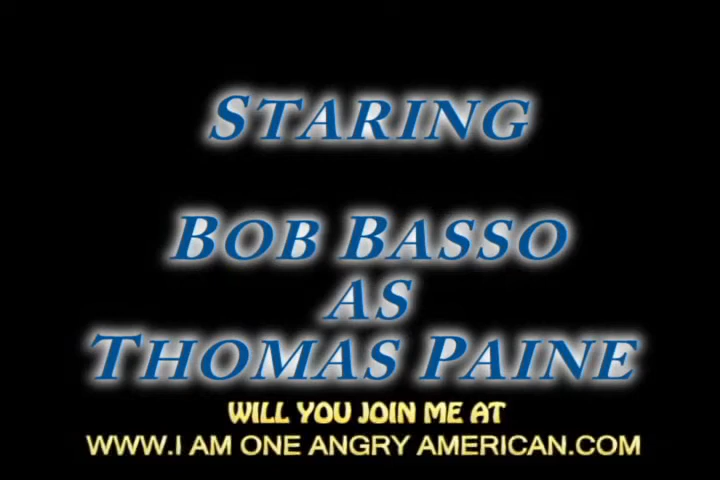 STARING
BOB BASSO
AS
THOMAS PAINE
WILL YOU JOIN ME AT
WWW.I AM ONE ANGRY AMERICAN.COM